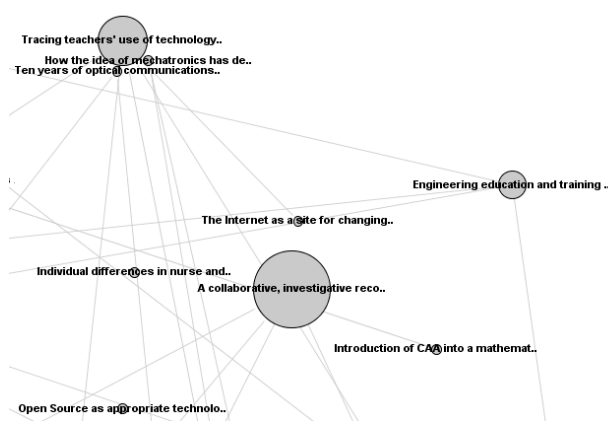 Tracing teachers' use of technology..
How the idea of mechatronics has de..
Ten years of optical communications..
Engineering education and training ..
The Internet as a site for changing..
Individual differences in nurse and..
A collaborative, investigative reco..
Introduction of CAA into a mathemat..
Open Source as appropriate technolo..